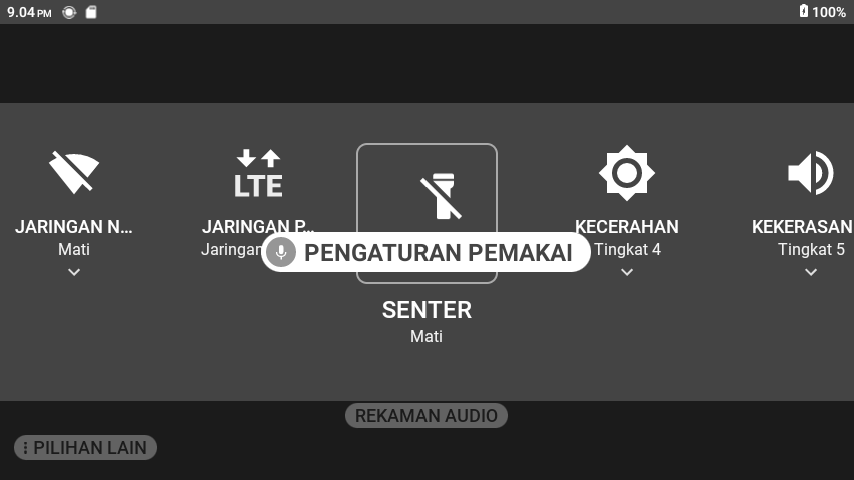 9.04 PM
100%
LTE
JARINGAN N...
Mati
JARINGAN P...
Jaringan
KECERAHAN
Tingkat 4
KEKERASAN
Tingkat 5
PENGATURAN PEMAKAI
SENTER
Mati
REKAMAN AUDIO
PILIHAN LAIN